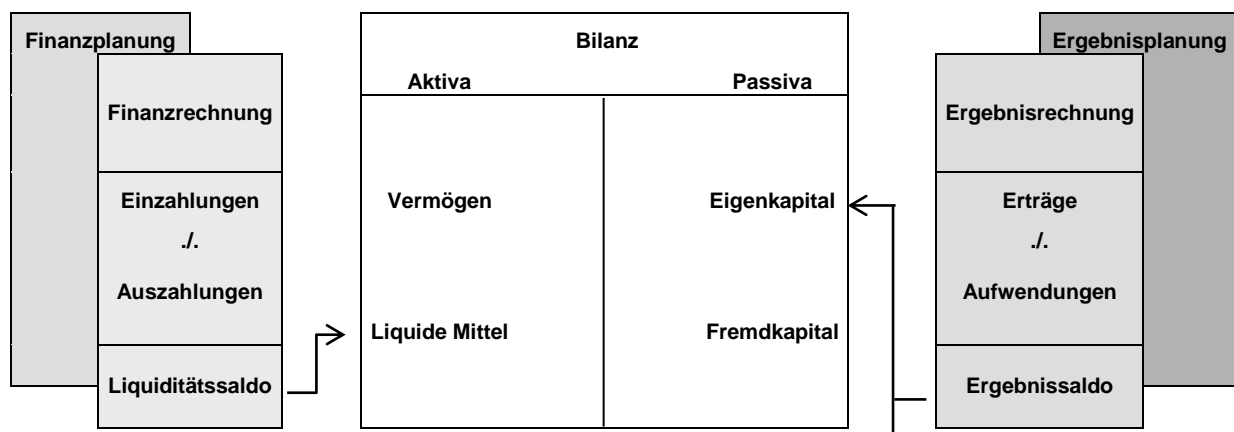 Finanzplanung
Finanzrechnung
Einzahlungen
./.
Auszahlungen
Liquiditätssaldo
Bilanz
Aktiva
Passiva
Vermögen
Eigenkapital
Liquide Mittel
Fremdkapital
Ergebnisplanung
Ergebnisrechnung
Erträge
./.
Aufwendungen
Ergebnissaldo